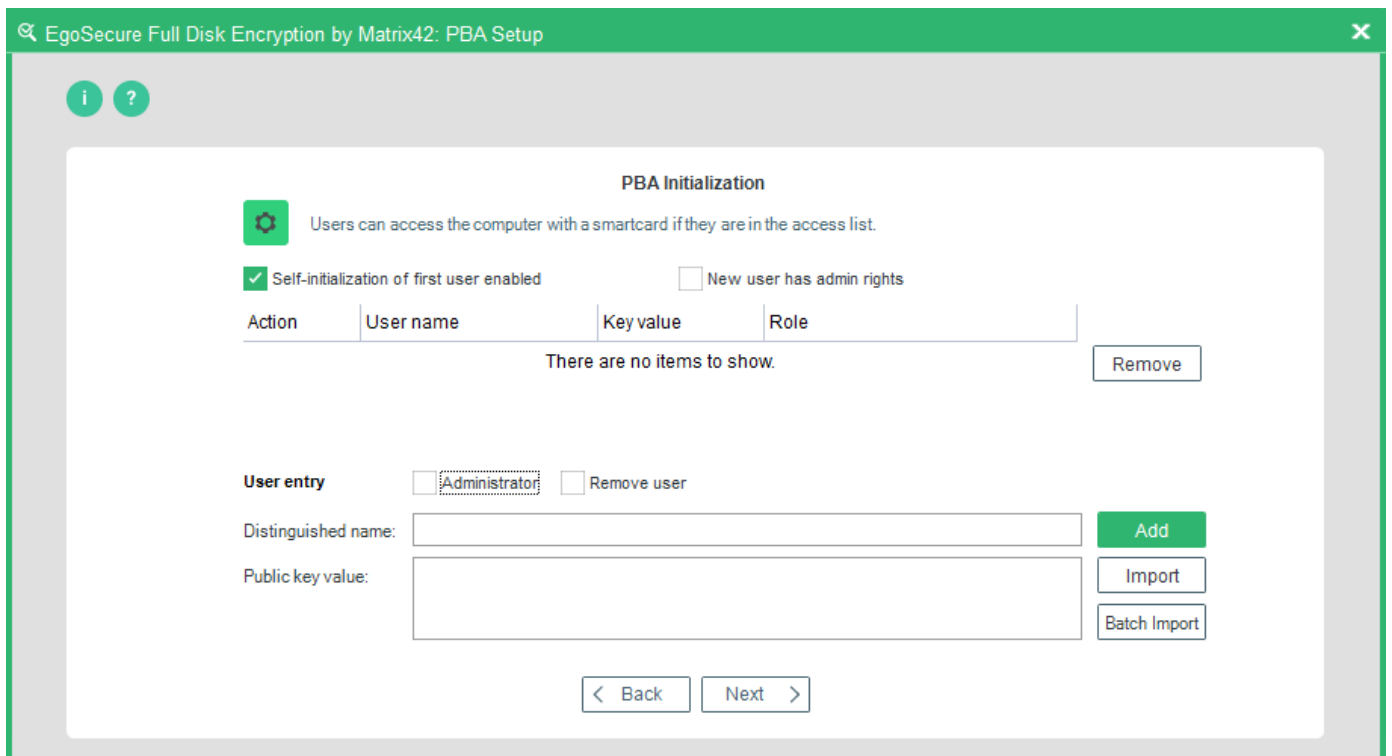 EgoSecure Full Disk Encryption by Matrix42: PBA Setup
i ?
PBA Initialization
Users can access the computer with a smartcard if they are in the access list.
Self-initialization of first user enabled New user has admin rights
Action User name Key value Role
There are no items to show.
Remove
User entry Administrator Remove user
Distinguished name: Add
Public key value: Import
Batch Import
< Back Next >